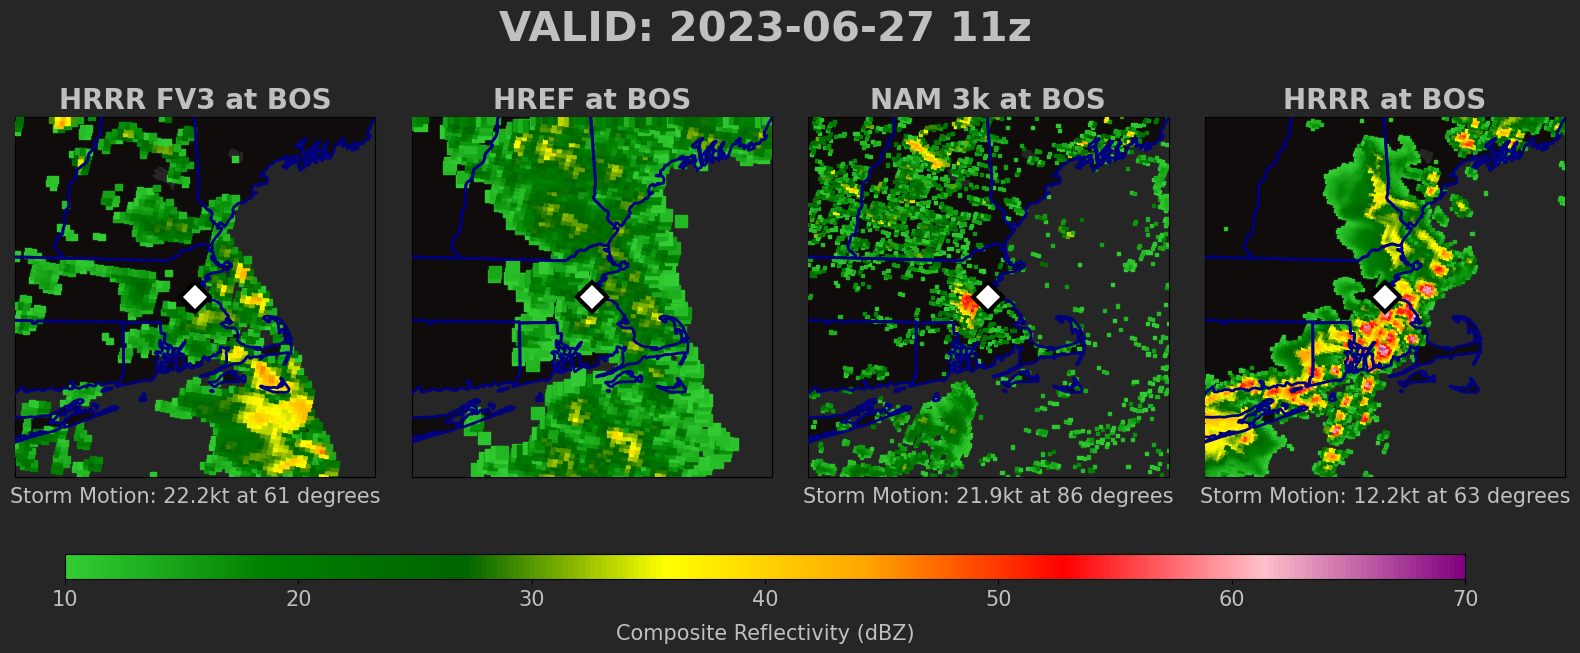 VALID: 2023-06-27 11z
HRRR FV3 at BOS
HREF at BOS
NAM 3k at BOS
HRRR at BOS
Storm Motion: 22.2kt at 61 degrees
Storm Motion: 21.9kt at 86 degrees
Storm Motion: 12.2kt at 63 degrees
10 20 30 40 50 60 70
Composite Reflectivity (dBZ)